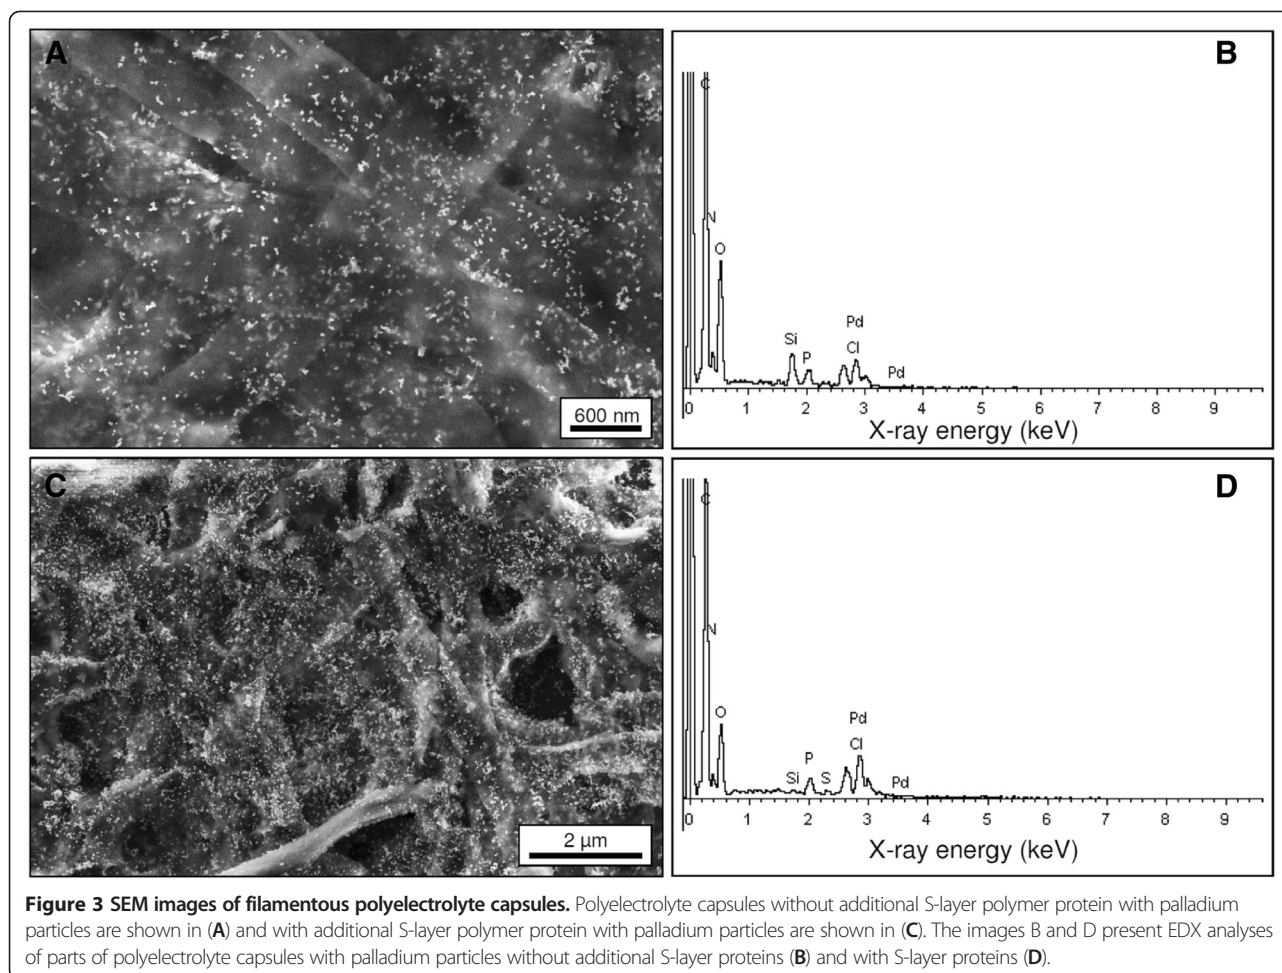 A
600 nm
B
C
N
O
Si
P
Pd
Cl
Pd
0 1 2 3 4 5 6 7 8 9
X-ray energy (keV)
C
2 µm
D
C
N
O
Si
P
S
Pd
Cl
Pd
0 1 2 3 4 5 6 7 8 9
X-ray energy (keV)
Figure 3 SEM images of filamentous polyelectrolyte capsules. Polyelectrolyte capsules without additional S-layer polymer protein with palladium
particles are shown in (A) and with additional S-layer polymer protein with palladium particles are shown in (C). The images B and D present EDX analyses
of parts of polyelectrolyte capsules with palladium particles without additional S-layer proteins (B) and with S-layer proteins (D).